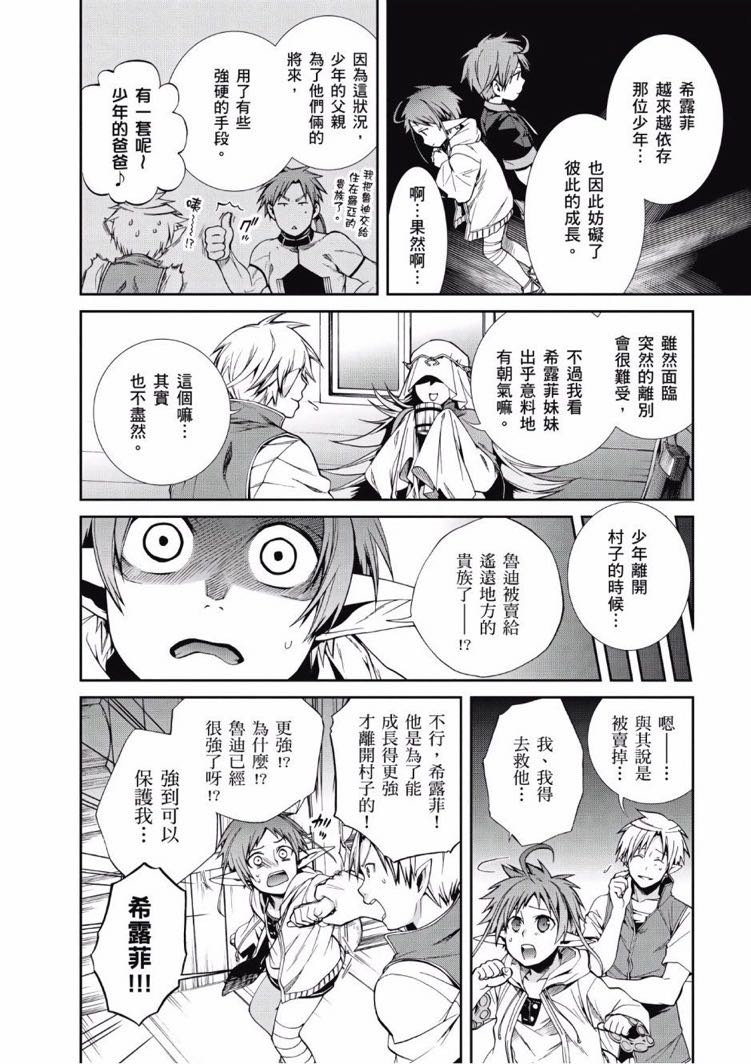 希露菲
越來越依存
那位少年…
也因此妨礙了
彼此的成長。
啊…果然啊…
因為這狀況，
少年的父親
為了他們倆的
將來，
用了有些
強硬的手段。
我把魯迪交給
住在羅亞的
貴族了。
有一套呢～
少年的爸爸♪
咦
～～～!?
雖然面臨
突然的離別
會很難受，
不過我看
希露菲妹妹
出乎意料地
有朝氣嘛。
這個嘛…
其實
也不盡然。
少年離開
村子的時候…
魯迪被賣給
遙遠地方的
貴族了——!?
嗯——…
與其說是
被賣掉…
我、我得
去救他…
不行，希露菲！
他是為了能
成長得更強
才離開村子的！
更強!?
為什麼!?
魯迪已經
很強了呀!?
強到可以
保護我…
希露菲!!!